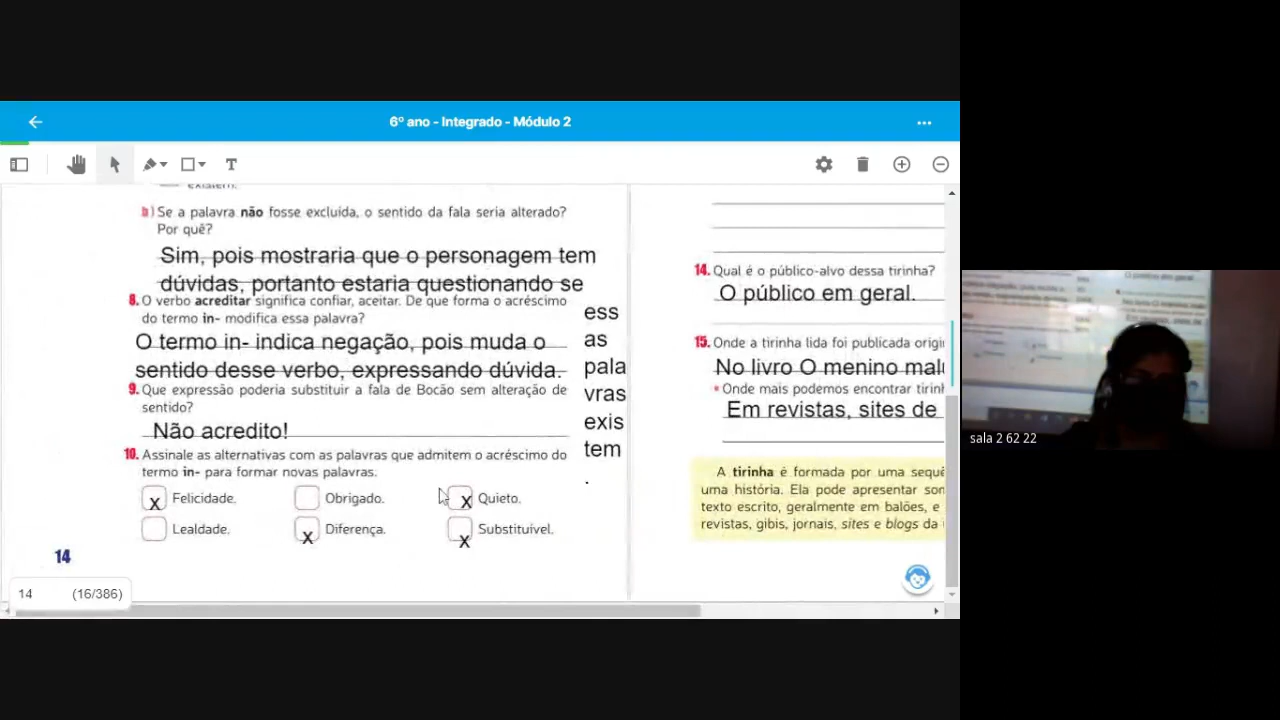 6º ano - Integrado - Módulo 2
existem.
b) Se a palavra não fosse excluída, o sentido da fala seria alterado?
Por quê?
Sim, pois mostraria que o personagem tem
dúvidas, portanto estaria questionando se
ess
as
pala
vras
exis
tem
.
8. O verbo acreditar significa confiar, aceitar. De que forma o acréscimo
do termo in- modifica essa palavra?
O termo in- indica negação, pois muda o
sentido desse verbo, expressando dúvida.
9. Que expressão poderia substituir a fala de Bocão sem alteração de
sentido?
Não acredito!
10. Assinale as alternativas com as palavras que admitem o acréscimo do
termo in- para formar novas palavras.
x Felicidade. Obrigado. x Quieto.
Lealdade. x Diferença. x Substituível.
14
14 (16/386)
14. Qual é o público-alvo dessa tirinha?
O público em geral.
15. Onde a tirinha lida foi publicada origi
No livro O menino malu
• Onde mais podemos encontrar tirinh
Em revistas, sites de
A tirinha é formada por uma sequê
uma história. Ela pode apresentar som
texto escrito, geralmente em balões, e
revistas, gibis, jornais, sites e blogs da
sala 2 62 22